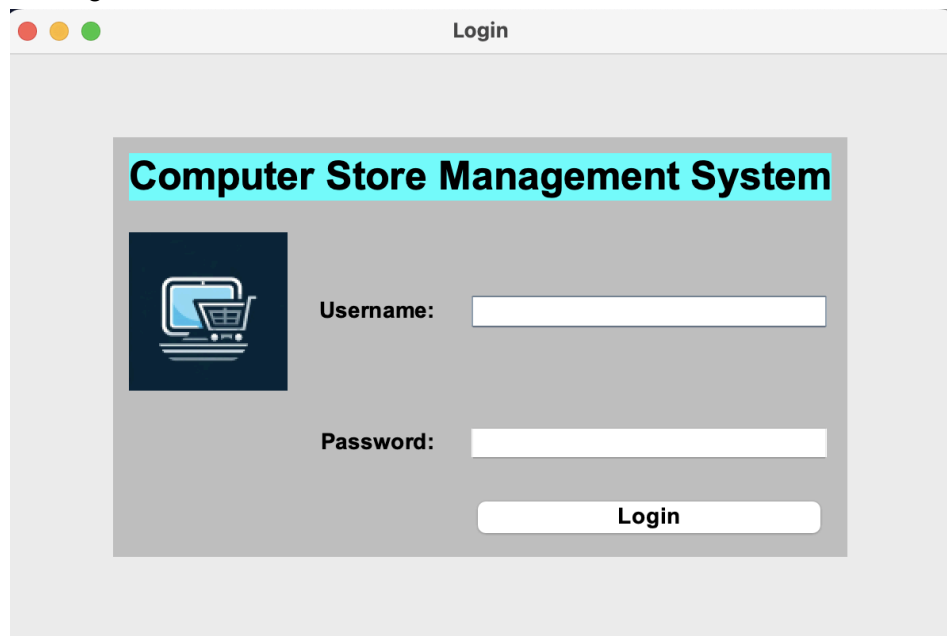 Login
Computer Store Management System
Username:
Password:
Login